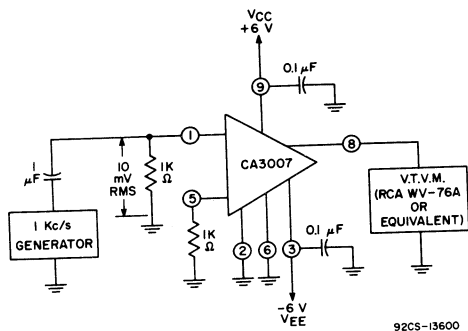 VCC
+6 V
0.1 µF
9
1
1
µF
10
mV
RMS
1K
Ω
CA3007
8
5
1 Kc/s
GENERATOR
1K
Ω
2
6
3
0.1
µF
V.T.V.M.
(RCA WV-76A
OR
EQUIVALENT)
-6 V
VEE
92CS-13600